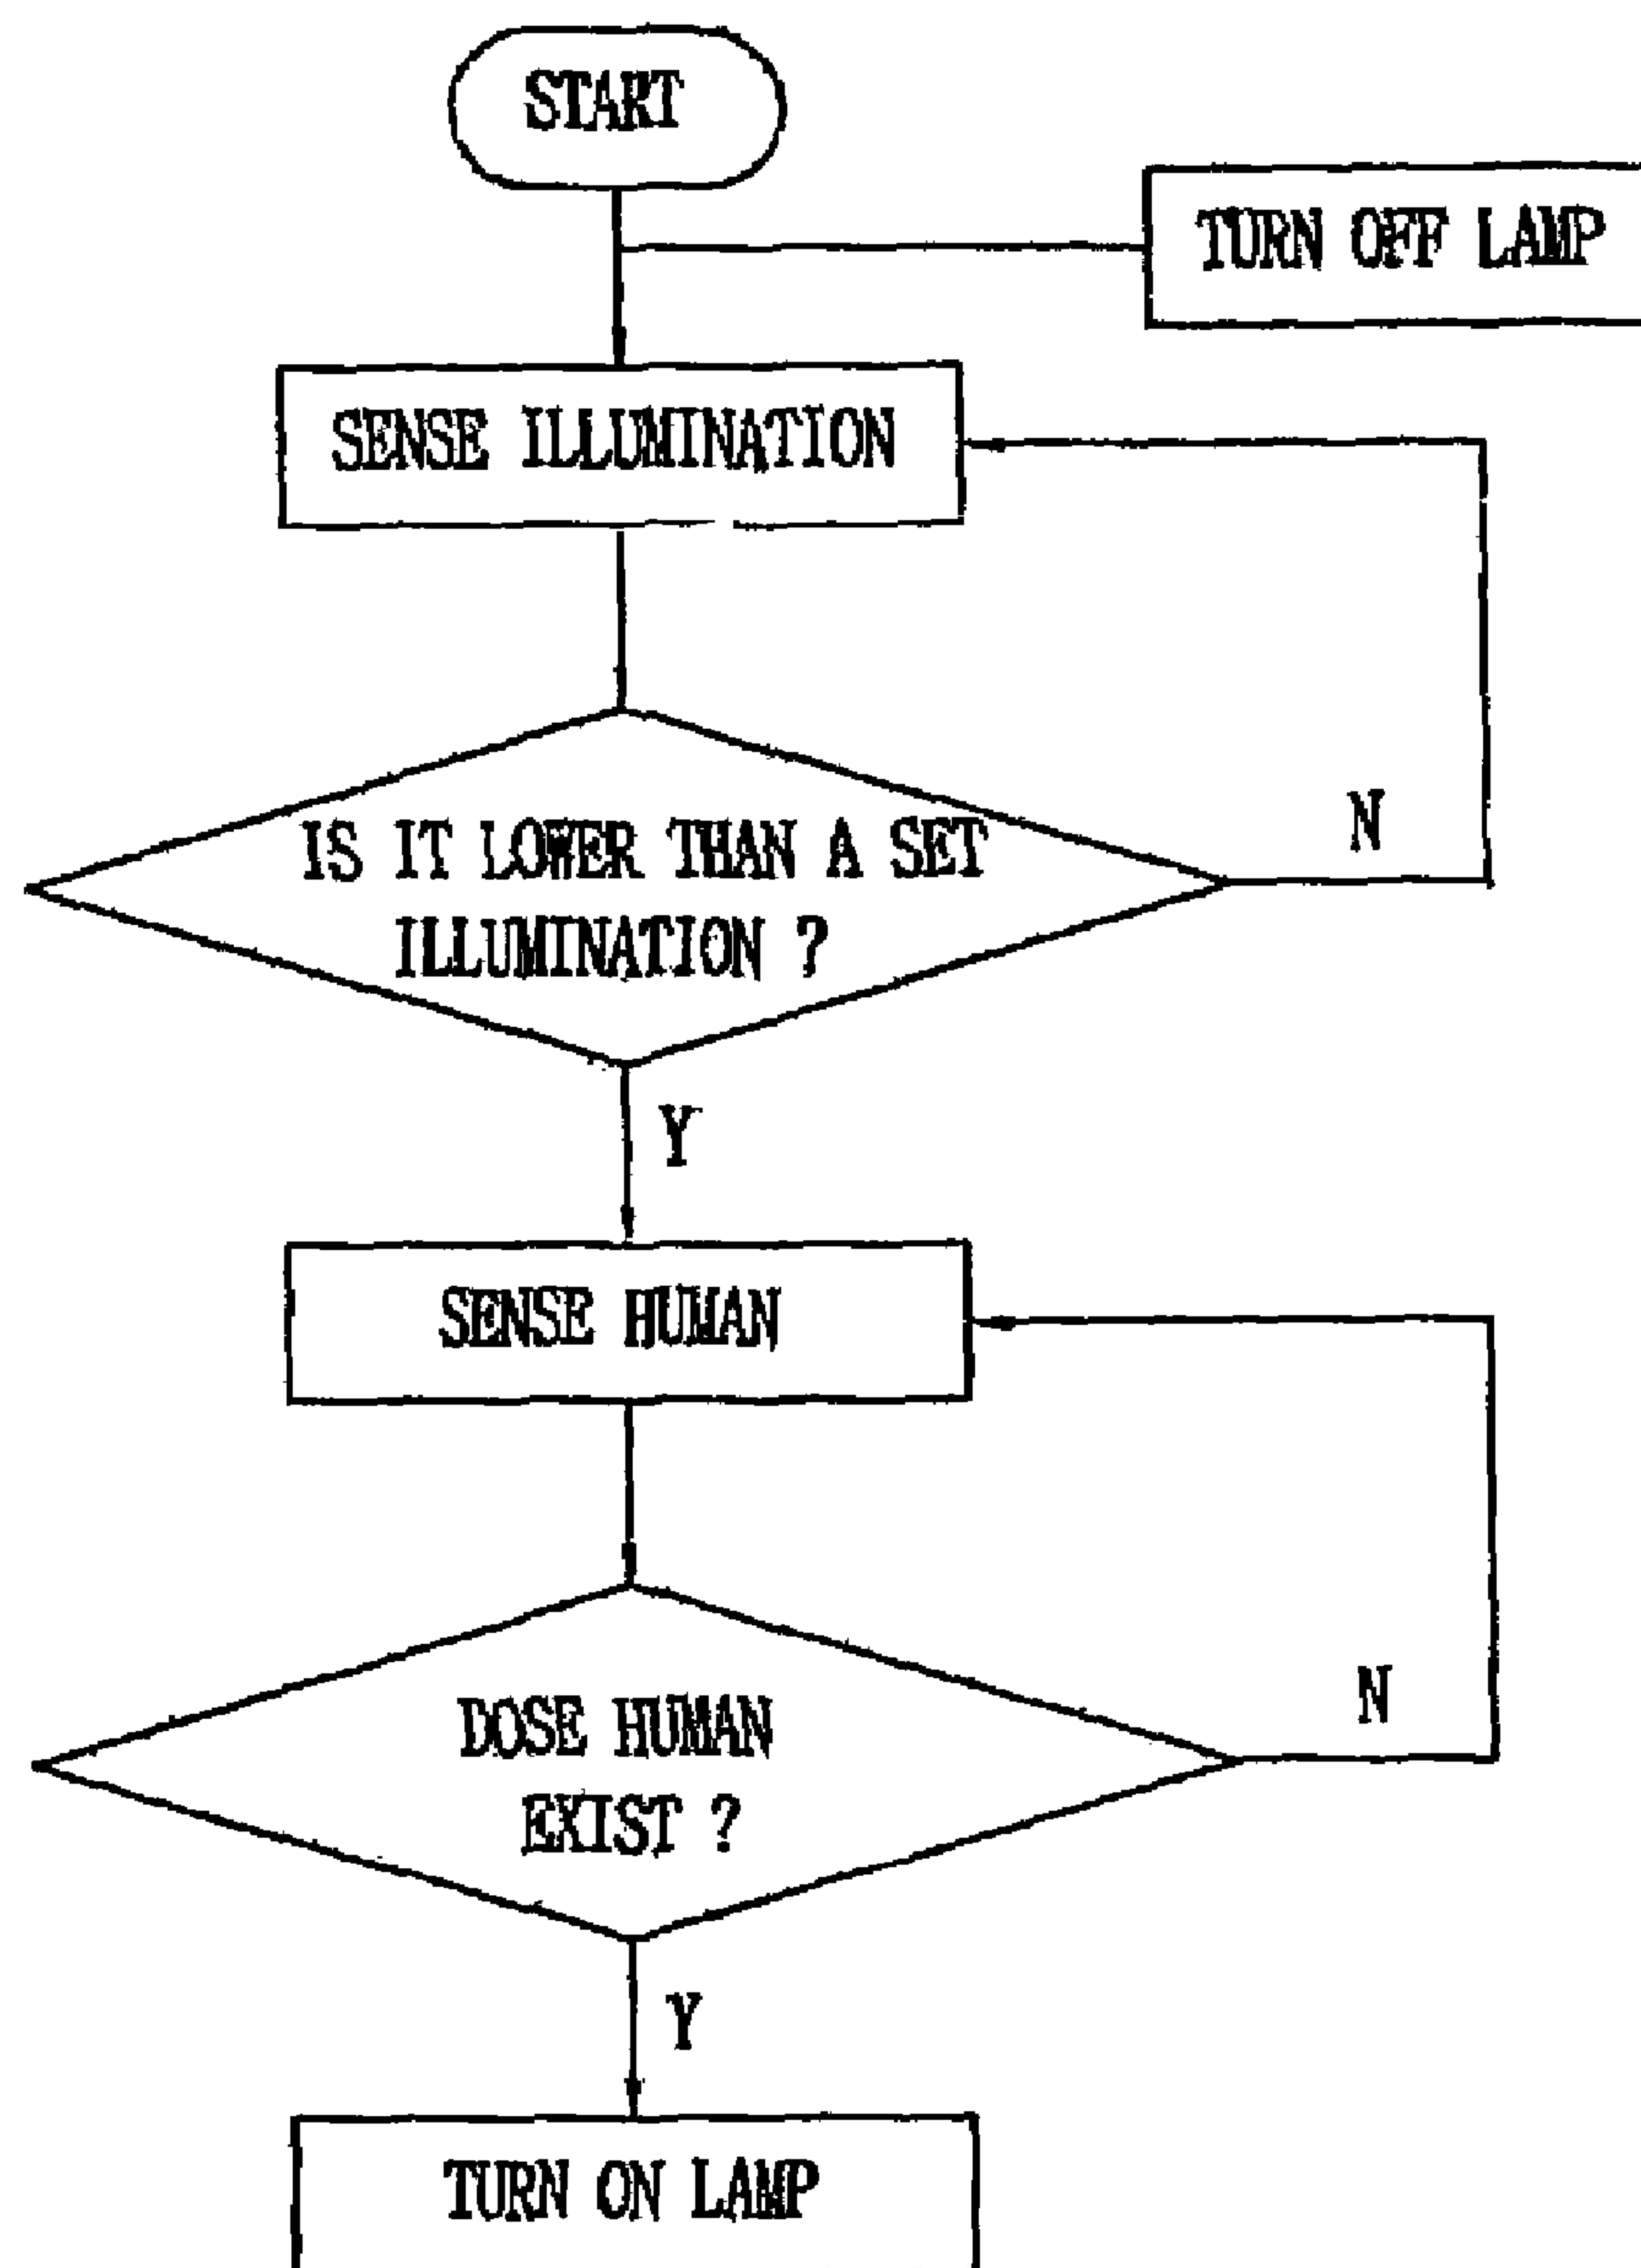 START
TURN OFF LAMP
SENSE ILLUMINATION
IS IT LOWER THAN A SET
ILLUMINATION ?
N
Y
SENSE HUMAN
DOSE HUMAN
EXIST ?
N
Y
TURN ON LAMP